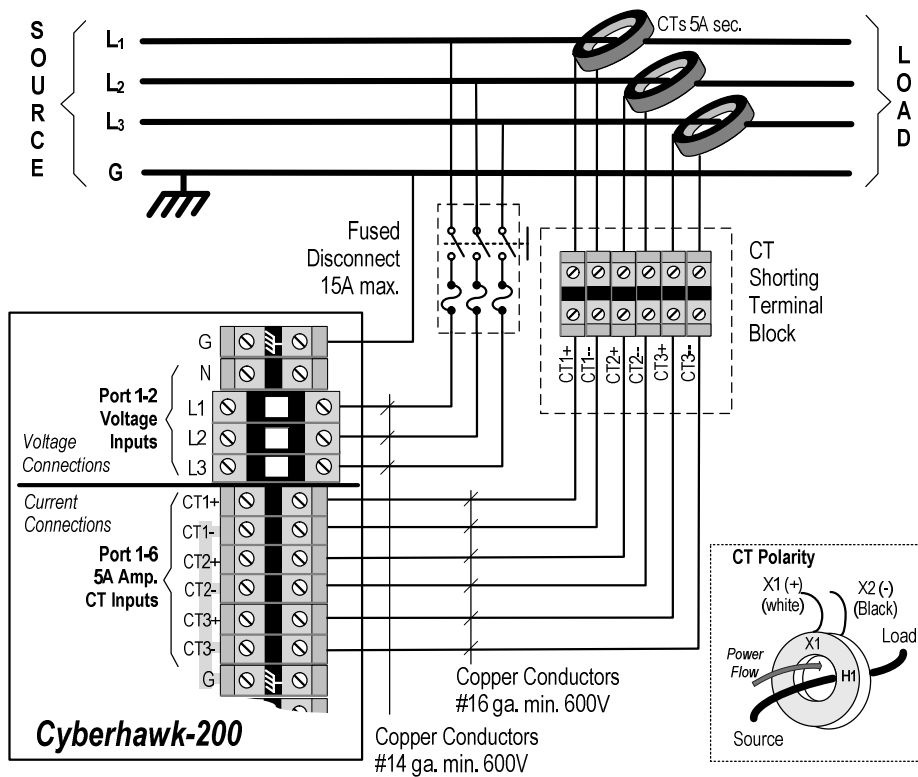 SOURCE
L1
L2
L3
G
CTs 5A sec.
LOAD
Fused
Disconnect
15A max.
CT
Shorting
Terminal
Block
CT1+
CT1--
CT2+
CT2--
CT3+
CT3--
G
N
L1
L2
L3
Port 1-2
Voltage
Inputs
Voltage
Connections
Current
Connections
Port 1-6
5A Amp.
CT Inputs
CT1+
CT1-
CT2+
CT2-
CT3+
CT3-
G
Cyberhawk-200
Copper Conductors
#16 ga. min. 600V
Copper Conductors
#14 ga. min. 600V
CT Polarity
X1 (+)
(white)
X2 (-)
(Black)
X1
H1
Load
Power
Flow
Source